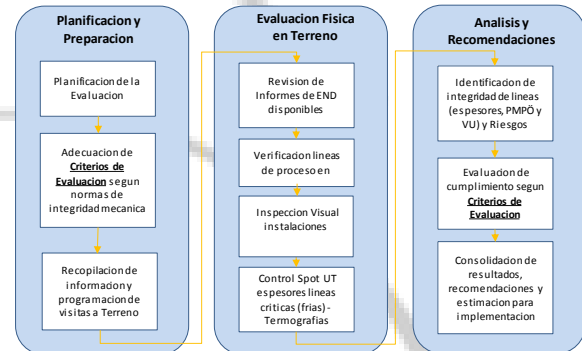 Planificacion y
Preparacion
Planificacion de la
Evaluacion
Adecuacion de
Criterios de
Evaluacion segun
normas de
integridad mecanica
Recopilacion de
informacion y
programacion de
visitas a Terreno
Evaluacion Fisica
en Terreno
Revision de
Informes de END
disponibles
Verificacion lineas
de proceso en
Inspeccion Visual
instalaciones
Control Spot UT
espesores lineas
criticas (frias) -
Termografias
Analisis y
Recomendaciones
Identificacion de
integridad de lineas
(espesores, PMPÖ y
VU) y Riesgos
Evaluacion de
cumplimiento segun
Criterios de
Evaluacion
Consolidacion de
resultados,
recomendaciones y
estimacion para
implementacion